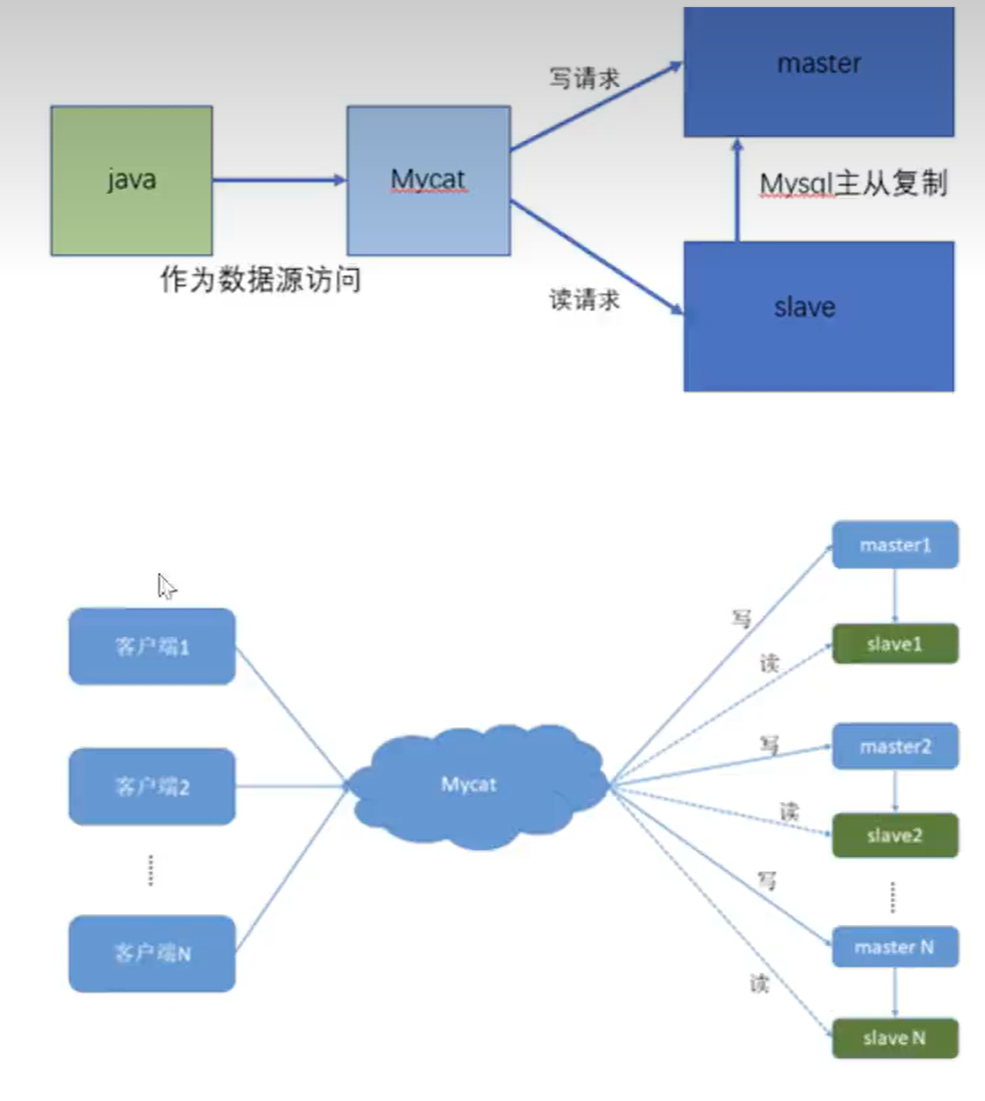 master
写请求
java
Mycat
Mysql主从复制
作为数据源访问
读请求
slave
master1
写
客户端1
slave1
读
写
master2
Mycat
客户端2
读
slave2
写
master N
客户端N
读
slave N